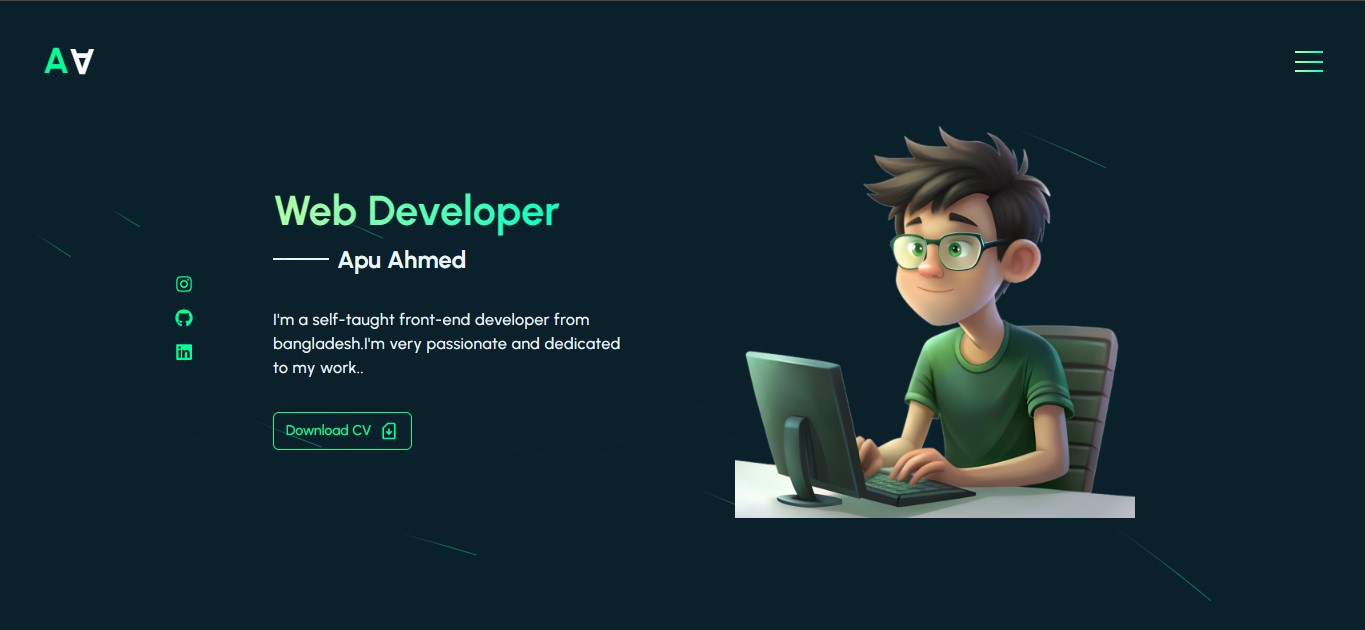 A∀
Web Developer
Apu Ahmed
I'm a self-taught front-end developer from
bangladesh.I'm very passionate and dedicated
to my work..
Download CV